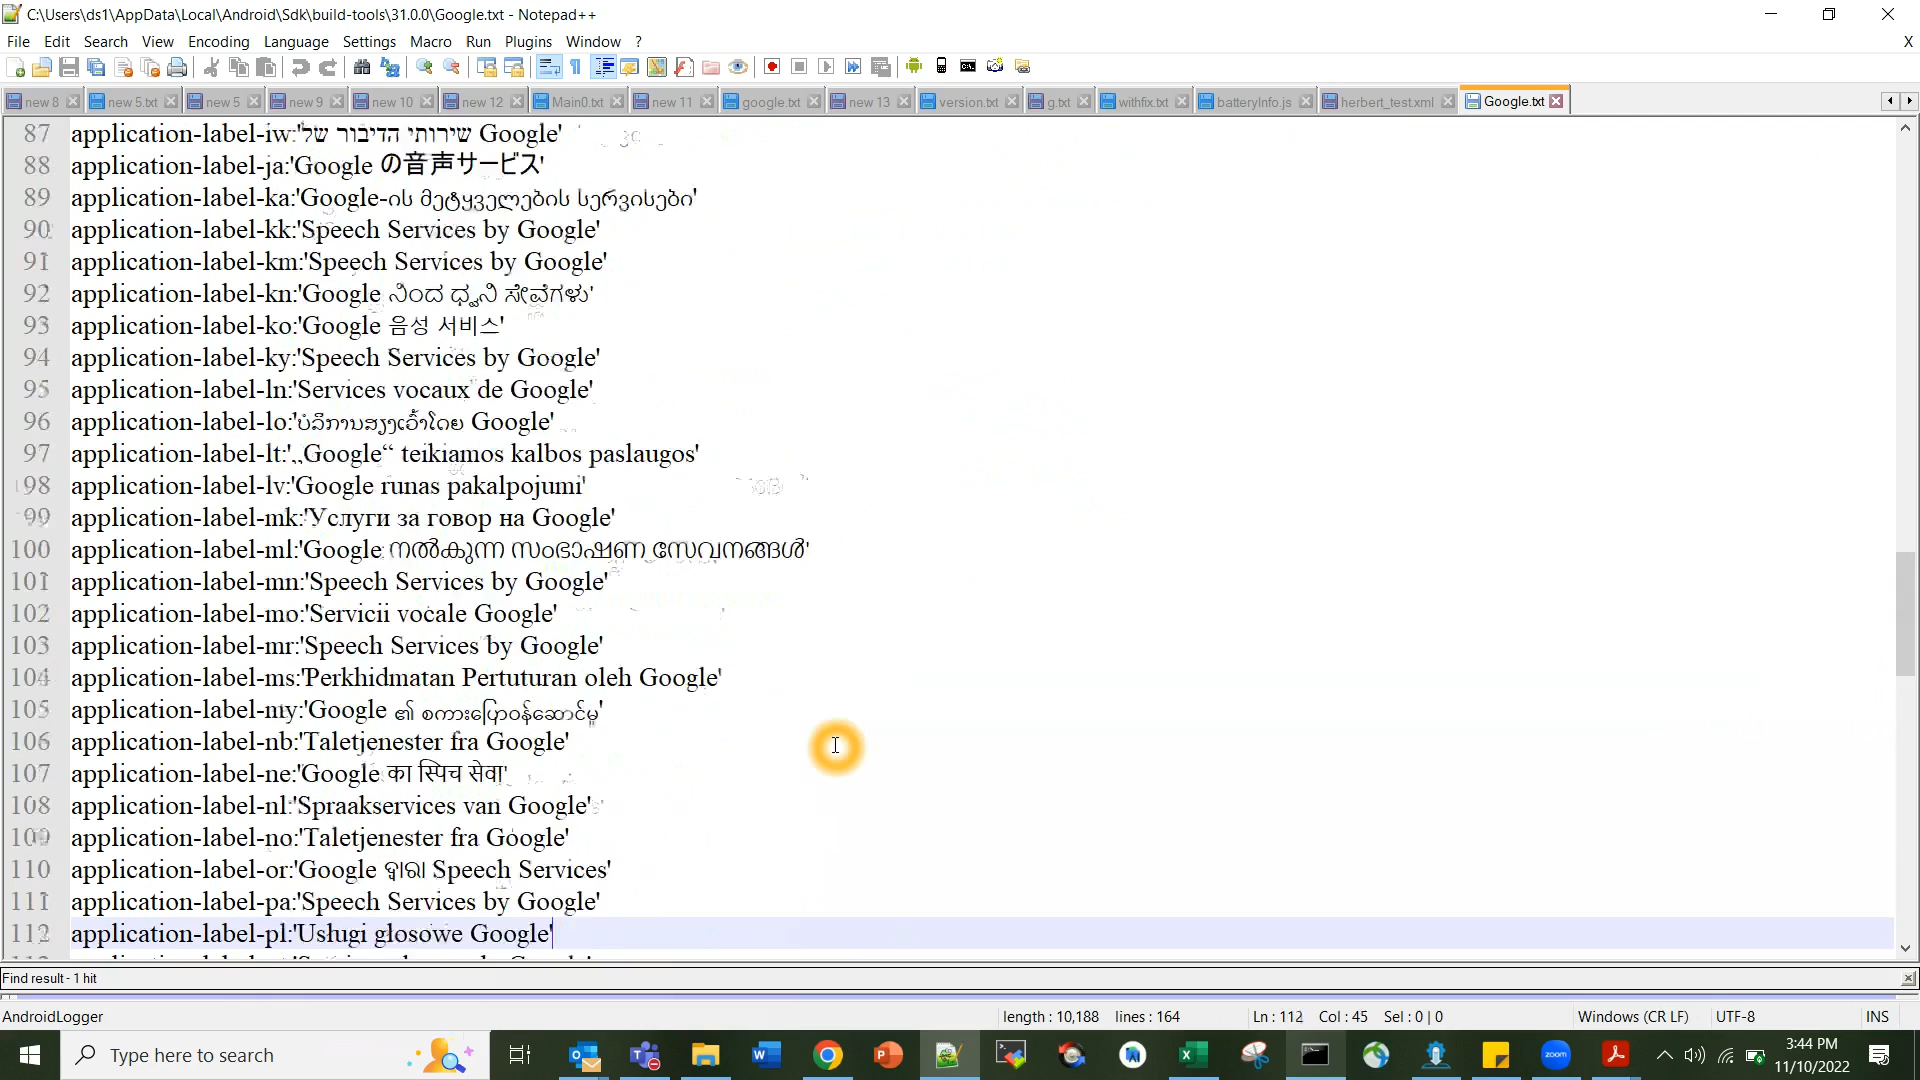 C:\Users\ds1\AppData\Local\Android\Sdk\build-tools\31.0.0\Google.txt - Notepad++
File Edit Search View Encoding Language Settings Macro Run Plugins Window ? X
new 8 new 5.txt new 5 new 9 new 10 new 12 Main0.txt new 11 google.txt new 13 version.txt g.txt withfix.txt batteryInfo.js herbert_test.xml Google.txt
87 application-label-iw:'שירותי הדיבור של Google'
88 application-label-ja:'Google の音声サービス'
89 application-label-ka:'Google-ის მეტყველების სერვისები'
90 application-label-kk:'Speech Services by Google'
91 application-label-km:'Speech Services by Google'
92 application-label-kn:'Google ನಿಂದ ಧ್ವನಿ ಸೇವೆಗಳು'
93 application-label-ko:'Google 음성 서비스'
94 application-label-ky:'Speech Services by Google'
95 application-label-ln:'Services vocaux de Google'
96 application-label-lo:'ບໍລິການສຽງເວົ້າໂດຍ Google'
97 application-label-lt:'„Google“ teikiamos kalbos paslaugos'
98 application-label-lv:'Google runas pakalpojumi'
99 application-label-mk:'Услуги за говор на Google'
100 application-label-ml:'Google നൽകുന്ന സംഭാഷണ സേവനങ്ങൾ'
101 application-label-mn:'Speech Services by Google'
102 application-label-mo:'Servicii vocale Google'
103 application-label-mr:'Speech Services by Google'
104 application-label-ms:'Perkhidmatan Pertuturan oleh Google'
105 application-label-my:'Google ၏ စကားပြောဝန်ဆောင်မှု'
106 application-label-nb:'Taletjenester fra Google'
107 application-label-ne:'Google का स्पिच सेवा'
108 application-label-nl:'Spraakservices van Google'
109 application-label-no:'Taletjenester fra Google'
110 application-label-or:'Google ଦ୍ୱାରା Speech Services'
111 application-label-pa:'Speech Services by Google'
112 application-label-pl:'Usługi głosowe Google'
Find result - 1 hit
AndroidLogger length : 10,188 lines : 164 Ln : 112 Col : 45 Sel : 0 | 0 Windows (CR LF) UTF-8 INS
Type here to search
zoom
3:44 PM
11/10/2022